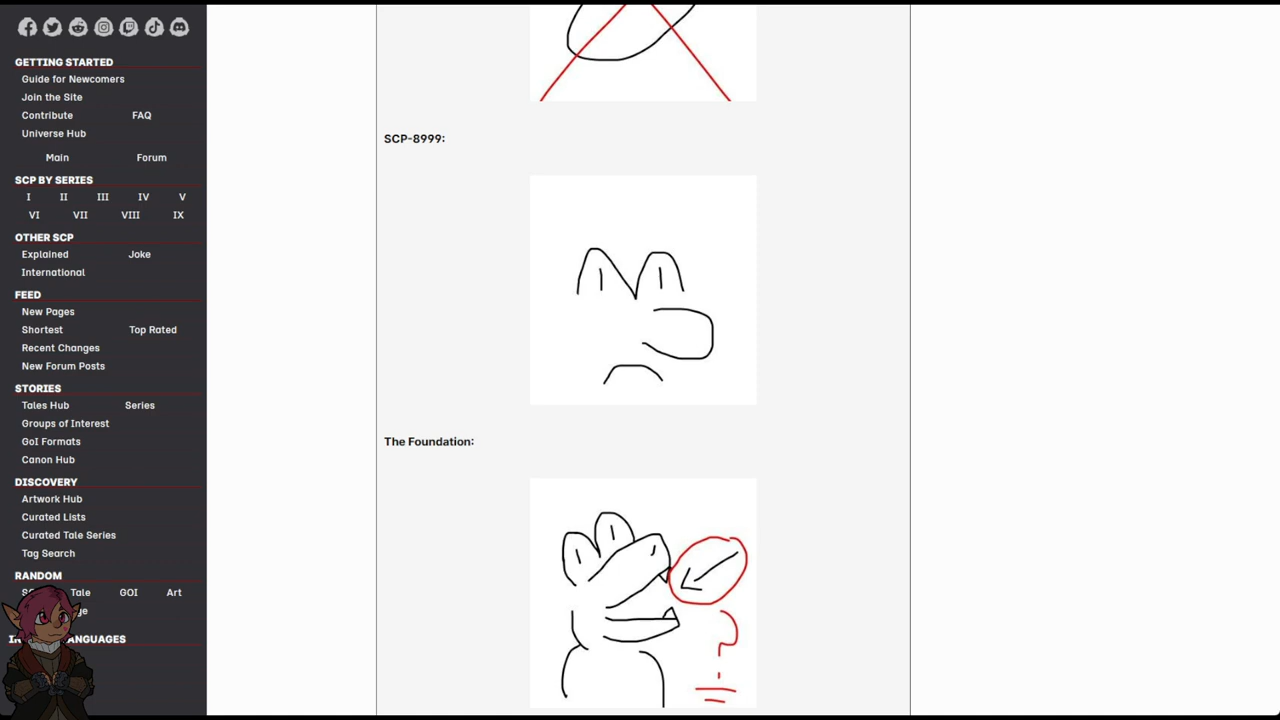 GETTING STARTED
Guide for Newcomers
Join the Site
Contribute FAQ
Universe Hub
Main Forum
SCP BY SERIES
I II III IV V
VI VII VIII IX
OTHER SCP
Explained Joke
International
FEED
New Pages
Shortest Top Rated
Recent Changes
New Forum Posts
STORIES
Tales Hub Series
Groups of Interest
GoI Formats
Canon Hub
DISCOVERY
Artwork Hub
Curated Lists
Curated Tale Series
Tag Search
RANDOM
Tale GOI Art
LANGUAGES
SCP-8999:
The Foundation:
?